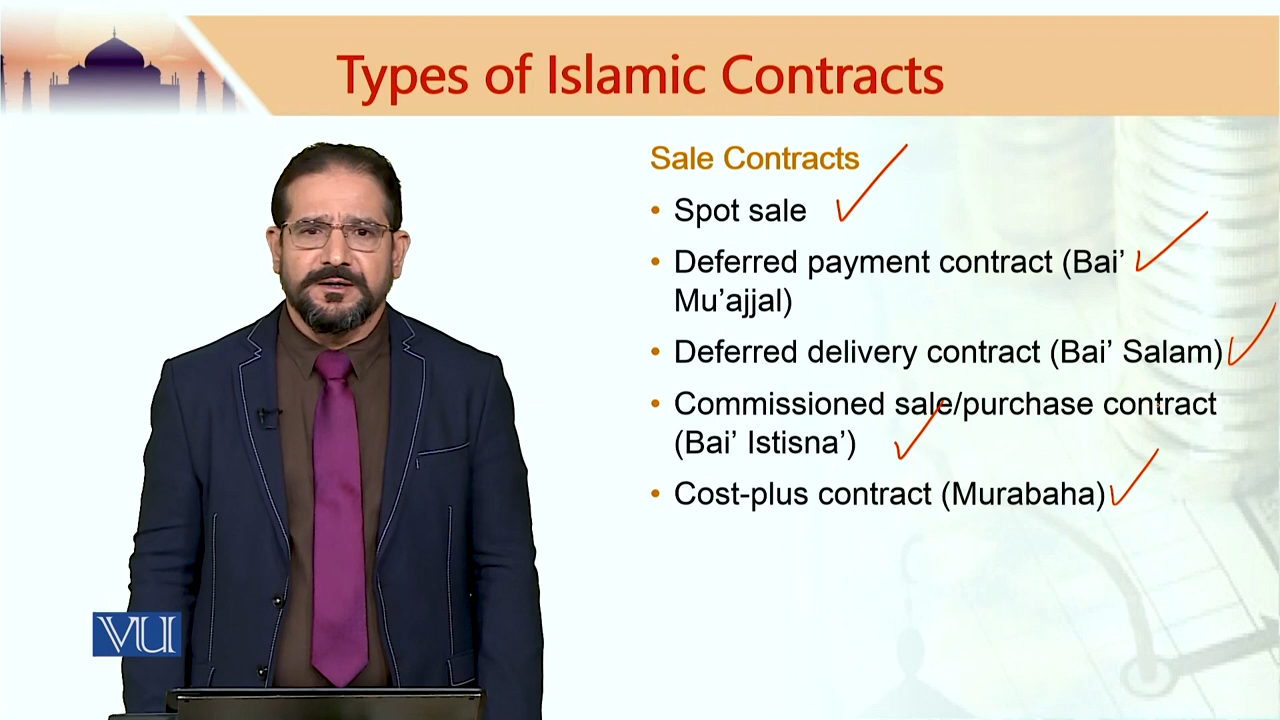 Types of Islamic Contracts
Sale Contracts
• Spot sale
• Deferred payment contract (Bai’
Mu’ajjal)
• Deferred delivery contract (Bai’ Salam)
• Commissioned sale/purchase contract
(Bai’ Istisna’)
• Cost-plus contract (Murabaha)
VU